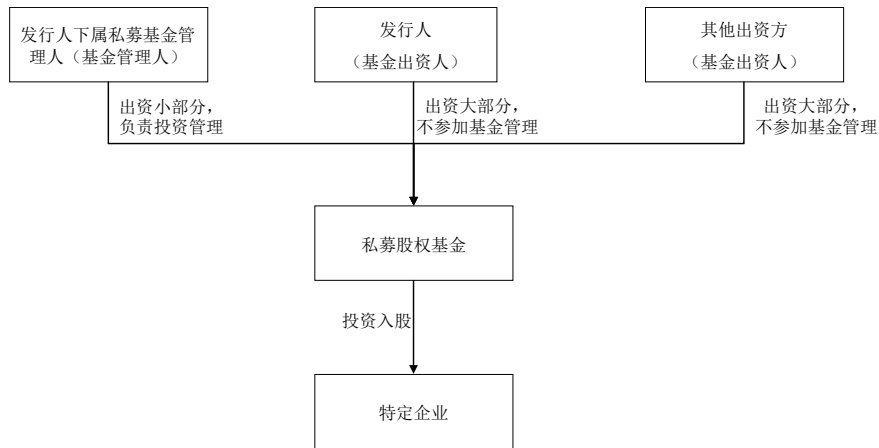 发行人下属私募基金管
理人（基金管理人）
发行人
（基金出资人）
其他出资方
（基金出资人）
出资小部分，
负责投资管理
出资大部分，
不参加基金管理
出资大部分，
不参加基金管理
私募股权基金
投资入股
特定企业